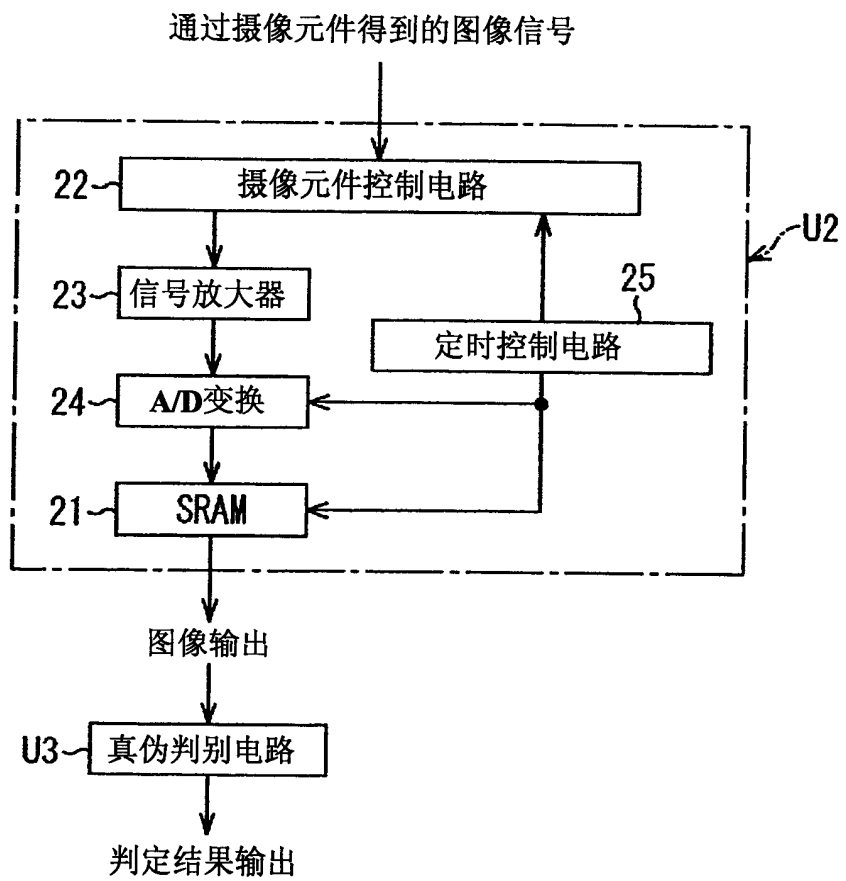 通过摄像元件得到的图像信号
22
摄像元件控制电路
U2
23
信号放大器
25
定时控制电路
24
A/D变换
21
SRAM
图像输出
U3
真伪判别电路
判定结果输出